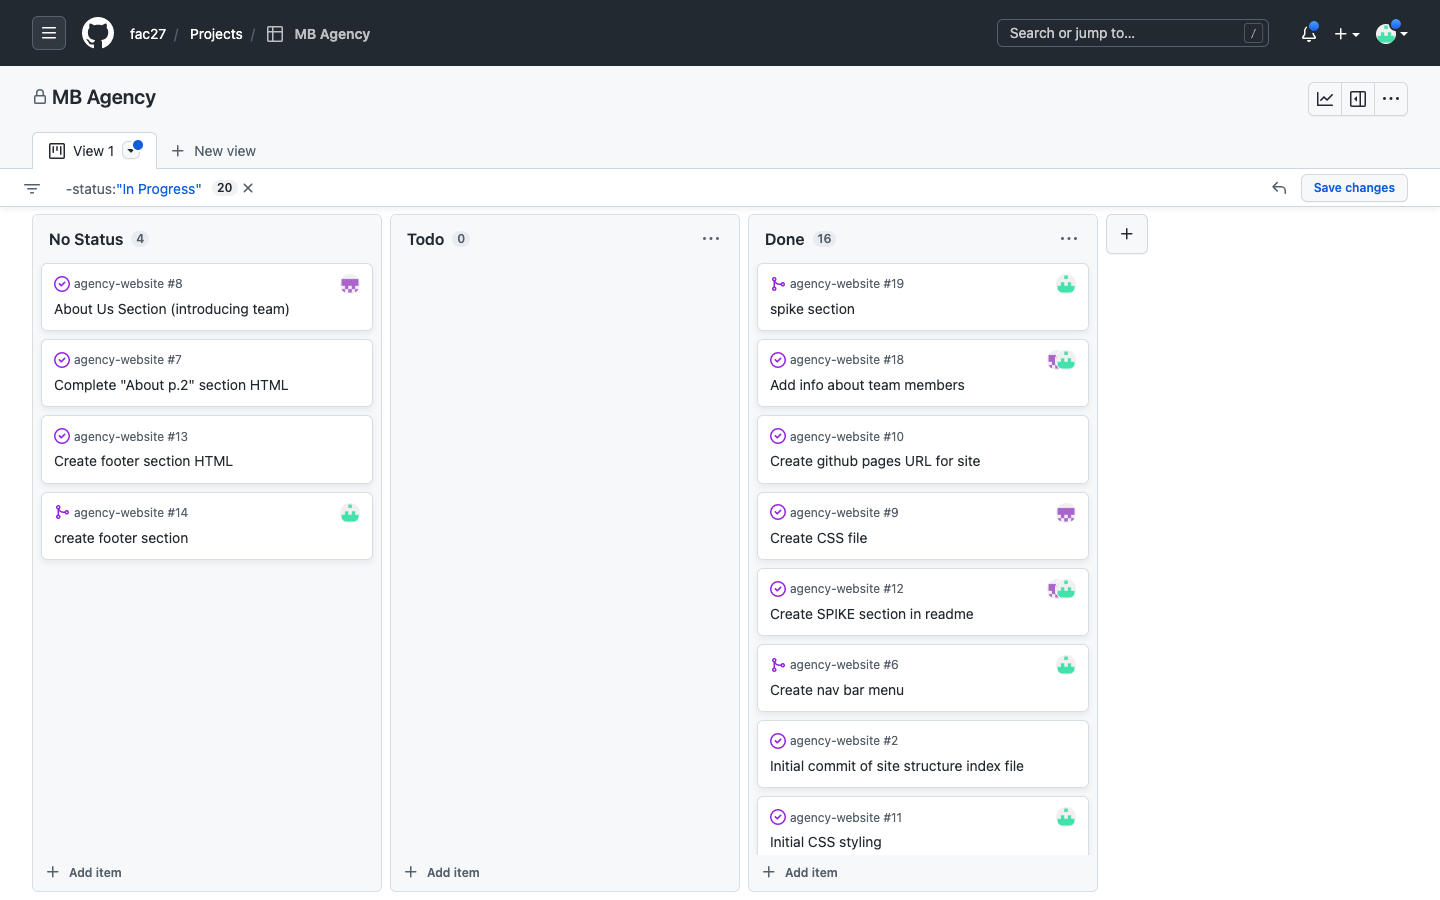 fac27 / Projects / MB Agency
Search or jump to... /
MB Agency
View 1
New view
-status:"In Progress" 20
Save changes
No Status 4
agency-website #8
About Us Section (introducing team)
agency-website #7
Complete "About p.2" section HTML
agency-website #13
Create footer section HTML
agency-website #14
create footer section
Add item
Todo 0
Add item
Done 16
agency-website #19
spike section
agency-website #18
Add info about team members
agency-website #10
Create github pages URL for site
agency-website #9
Create CSS file
agency-website #12
Create SPIKE section in readme
agency-website #6
Create nav bar menu
agency-website #2
Initial commit of site structure index file
agency-website #11
Initial CSS styling
Add item